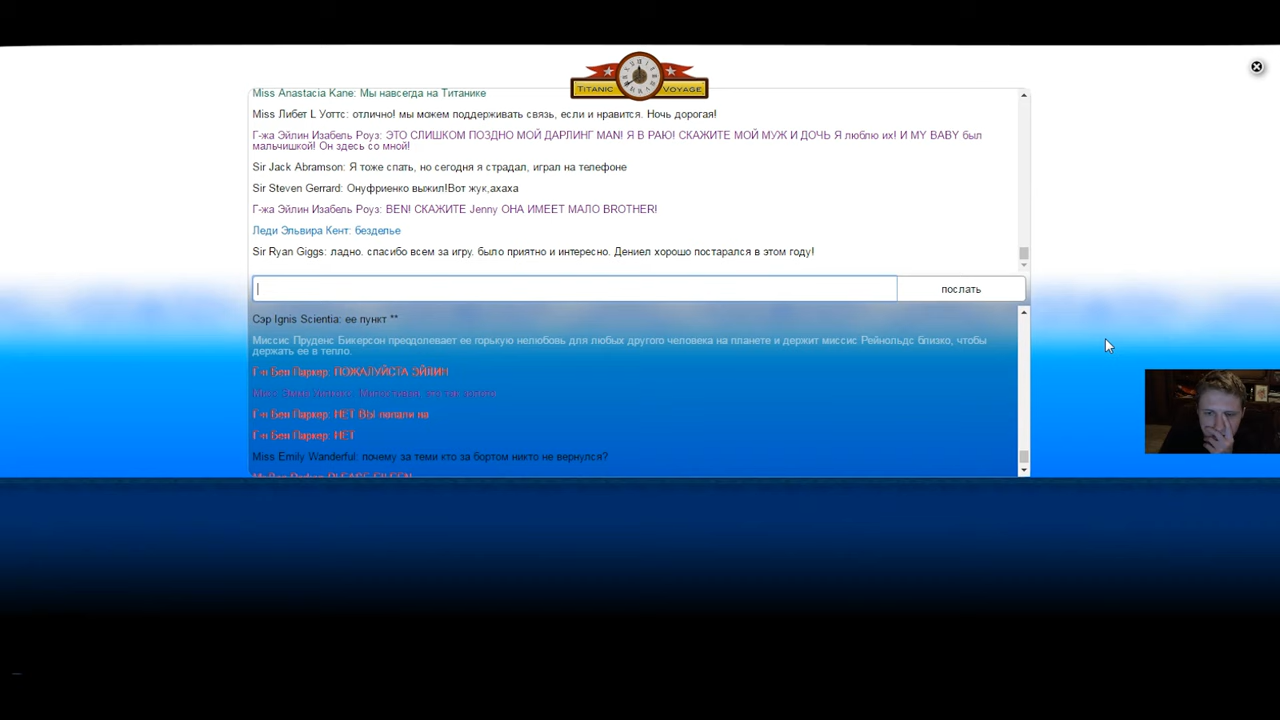 TITANIC VOYAGE
Miss Anastacia Kane: Мы навсегда на Титанике
Miss Либет L Уоттс: отлично! мы можем поддерживать связь, если и нравится. Ночь дорогая!
Г-жа Эйлин Изабель Роуз: ЭТО СЛИШКОМ ПОЗДНО МОЙ ДАРЛИНГ MAN! Я В РАЮ! СКАЖИТЕ МОЙ МУЖ И ДОЧЬ Я люблю их! И MY BABY был
мальчишкой! Он здесь со мной!
Sir Jack Abramson: Я тоже спать, но сегодня я страдал, играл на телефоне
Sir Steven Gerrard: Онуфриенко выжил!Вот жук,ахаха
Г-жа Эйлин Изабель Роуз: BEN! СКАЖИТЕ Jenny ОНА ИМЕЕТ МАЛО BROTHER!
Леди Эльвира Кент: безделье
Sir Ryan Giggs: ладно. спасибо всем за игру. было приятно и интересно. Дениел хорошо постарался в этом году!
послать
Сэр Ignis Scientia: ее пункт **
Миссис Пруденс Бикерсон преодолевает ее горькую нелюбовь для любых другого человека на планете и держит миссис Рейнольдс близко, чтобы
держать ее в тепло.
Г-н Бен Паркер: ПОЖАЛУЙСТА ЭЙЛИН
Г-н Бен Паркер: НЕТ ВЫ попали на
Г-н Бен Паркер: НЕТ
Miss Emily Wanderful: почему за теми кто за бортом никто не вернулся?
PLEASE EILEEN